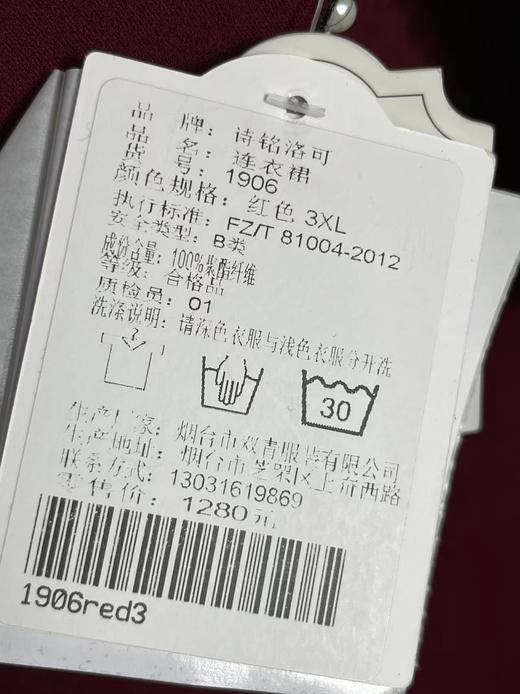 品 牌：诗铭洛可
品 名：连衣裙
货 号：1906
颜色规格：红色 3XL
执行标准：FZ/T 81004-2012
安全类型：B类
成份含量：100%聚酯纤维
等级：合格品
质检员：01
洗涤说明：请深色衣服与浅色衣服分开洗
30
生产厂家：烟台市双青服装有限公司
生产地址：烟台市芝罘区上夼西路
联系方式：13031619869
零售价：1280元
1906red3